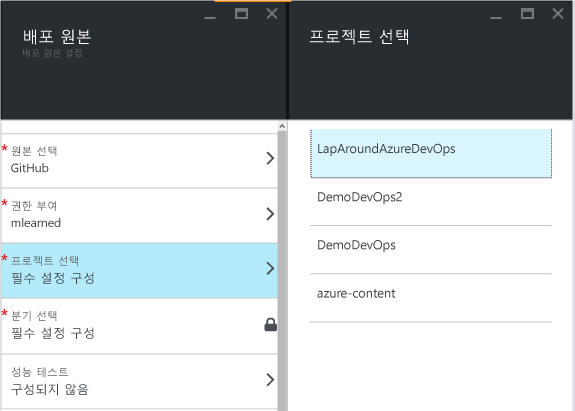 배포 원본
배포 원본 설정
* 원본 선택
GitHub
* 권한 부여
mlearned
* 프로젝트 선택
필수 설정 구성
* 분기 선택
필수 설정 구성
성능 테스트
구성되지 않음
프로젝트 선택
LapAroundAzureDevOps
DemoDevOps2
DemoDevOps
azure-content